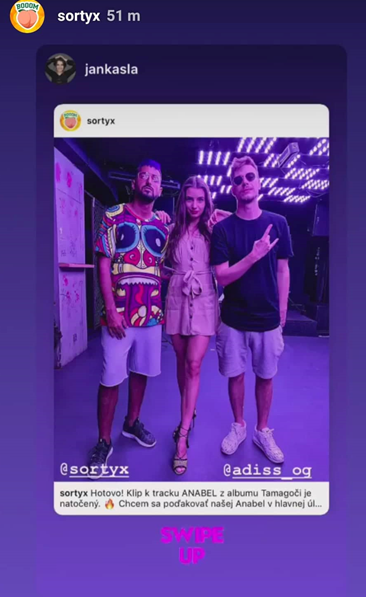 BOOOM
sortyx 51 m
jankasla
sortyx
@sortyx @adiss_og
sortyx Hotovo! Klip k tracku ANABEL z albumu Tamagoči je
natočený. 🔥 Chcem sa poďakovať našej Anabel v hlavnej úl...
SWIPE
UP